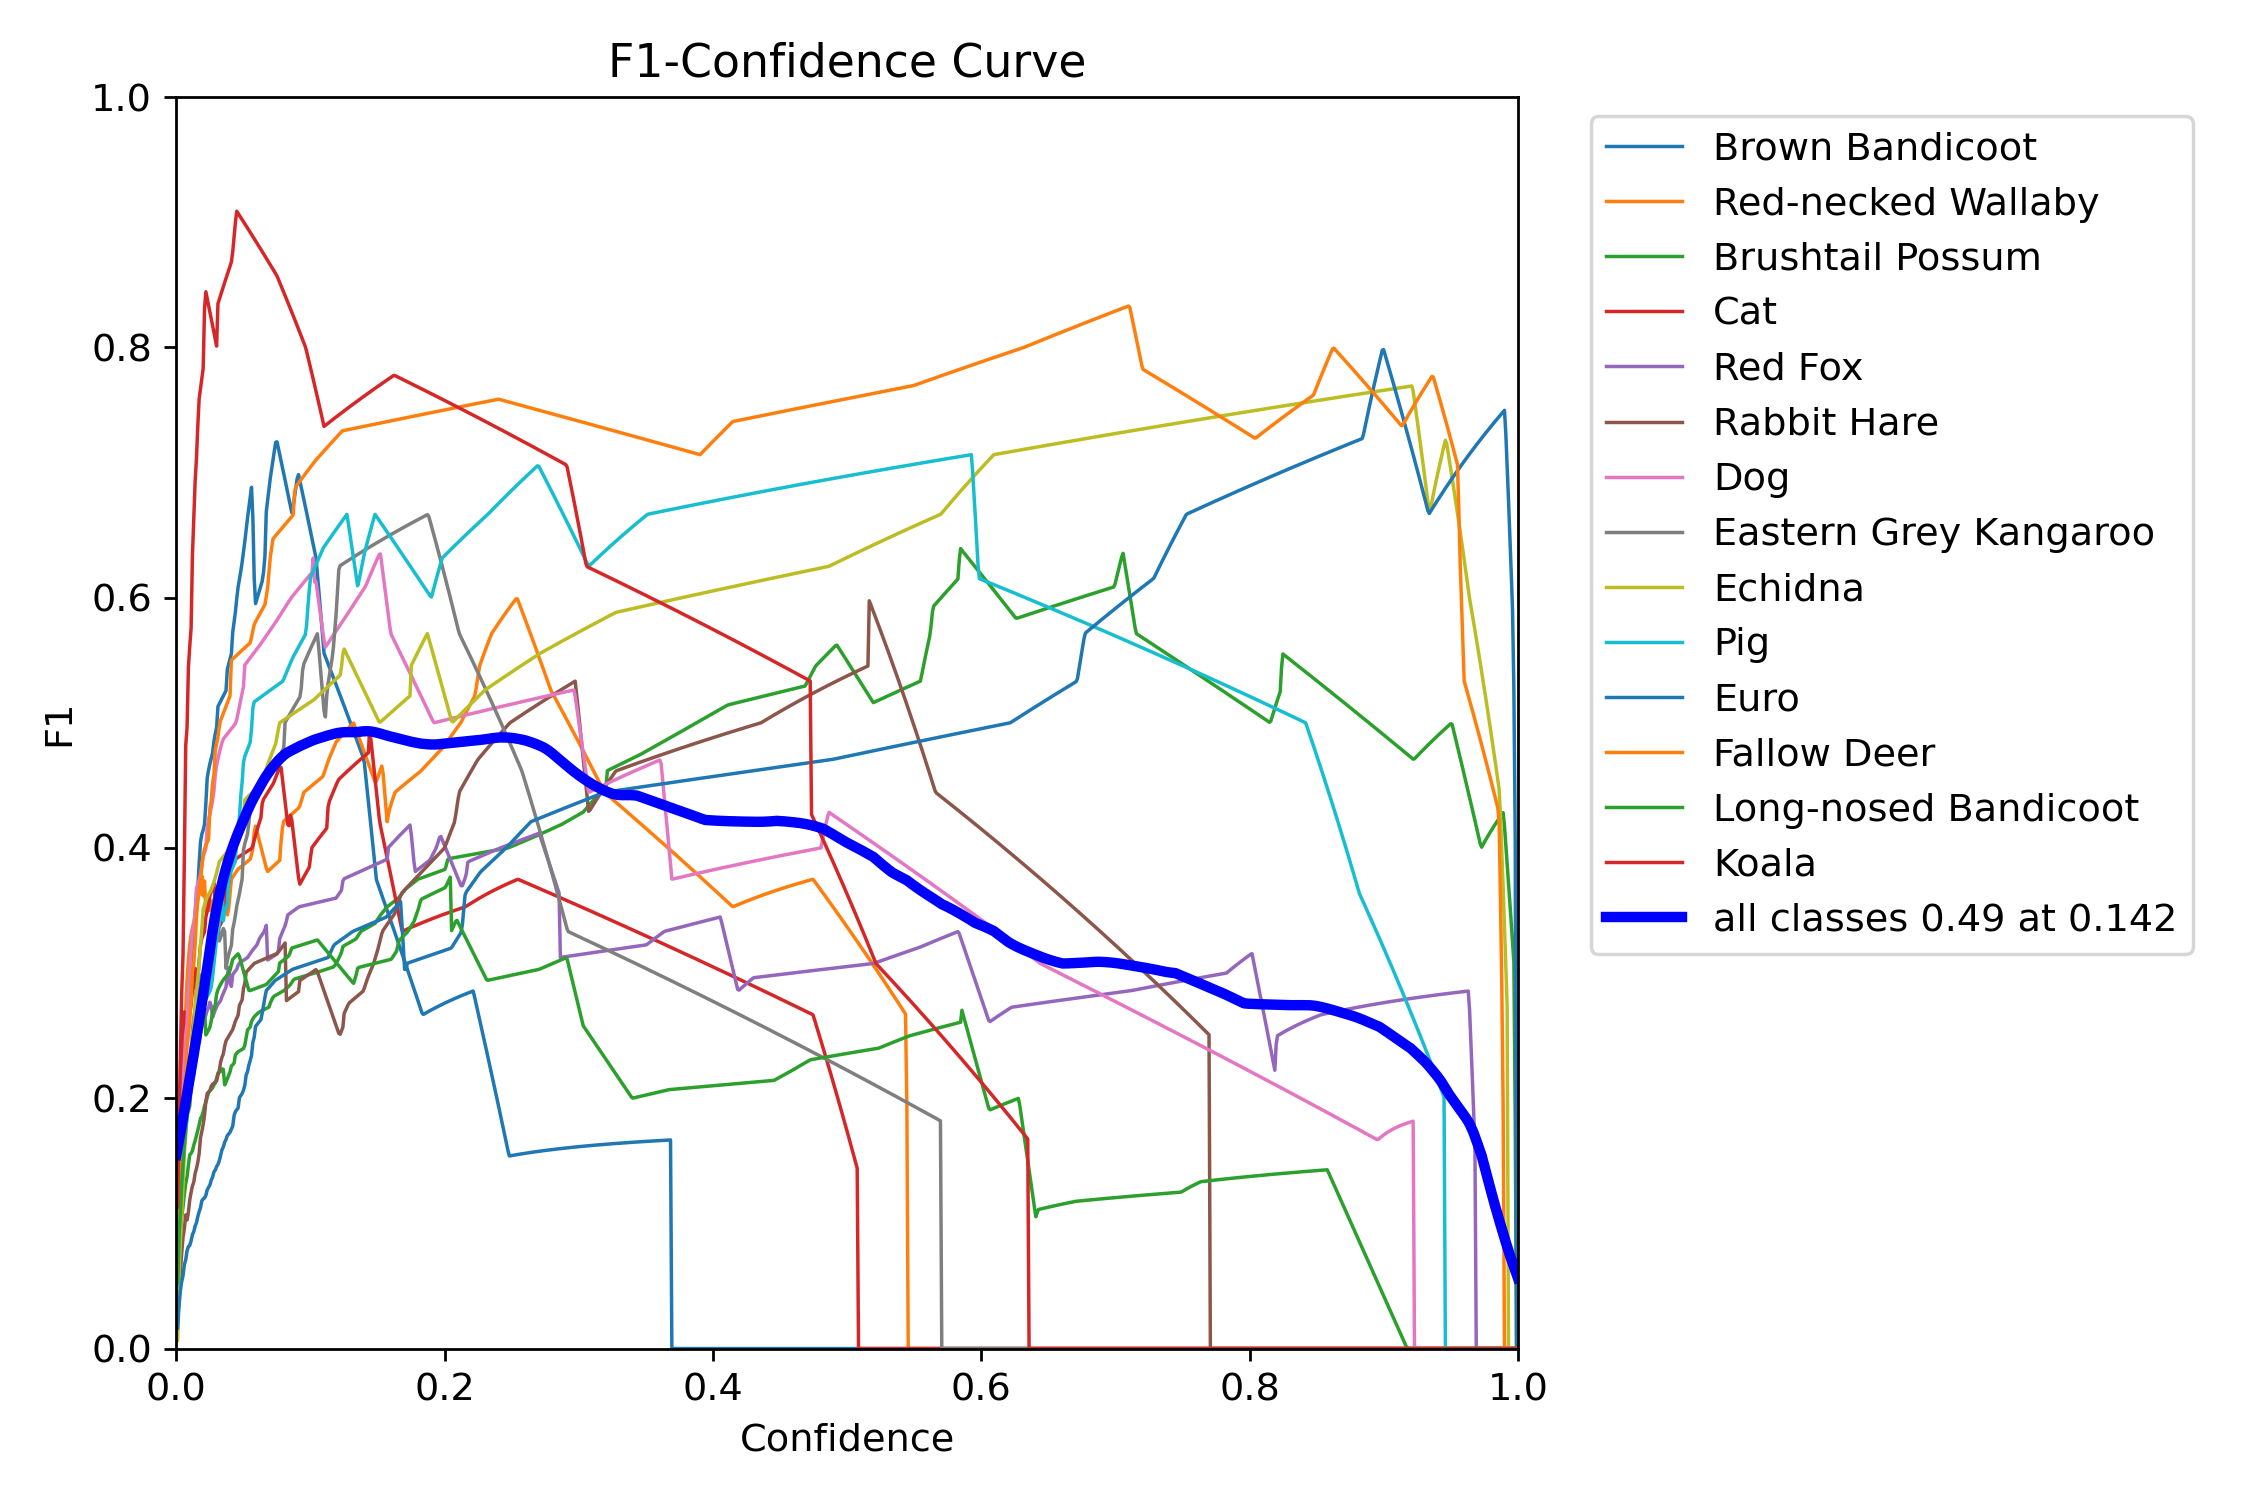 F1-Confidence Curve
1.0
0.8
0.6
0.4
0.2
0.0
F1
0.0 0.2 0.4 0.6 0.8 1.0
Confidence
Brown Bandicoot
Red-necked Wallaby
Brushtail Possum
Cat
Red Fox
Rabbit Hare
Dog
Eastern Grey Kangaroo
Echidna
Pig
Euro
Fallow Deer
Long-nosed Bandicoot
Koala
all classes 0.49 at 0.142